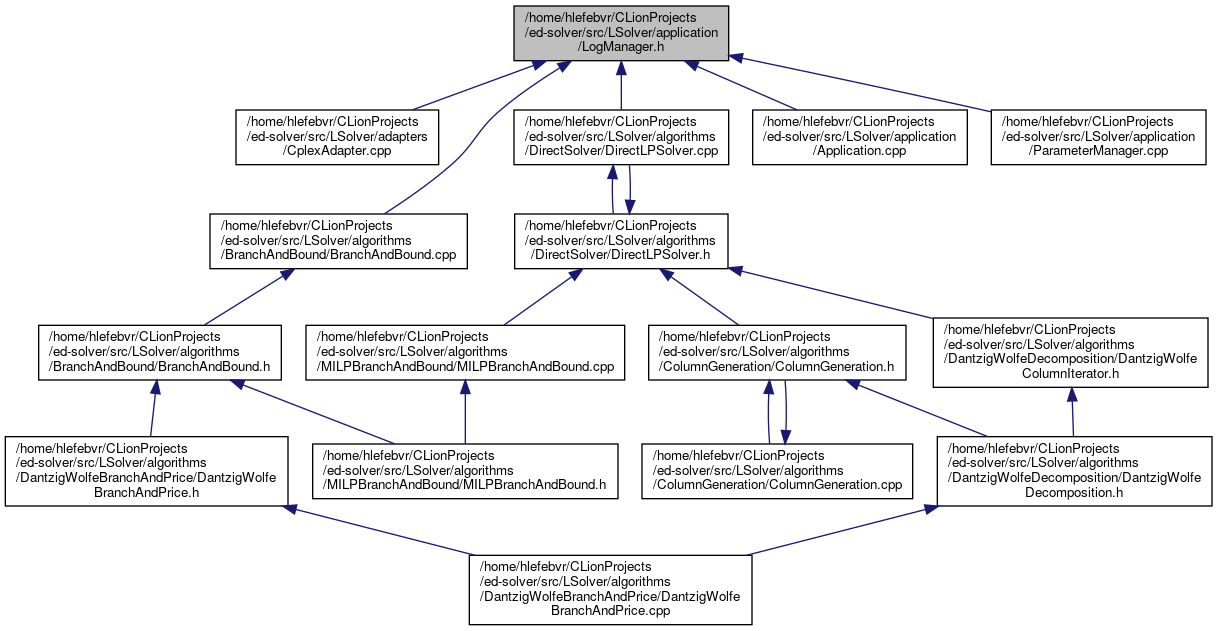 /home/hlefebvr/CLionProjects
/ed-solver/src/LSolver/application
/LogManager.h
/home/hlefebvr/CLionProjects
/ed-solver/src/LSolver/adapters
/CplexAdapter.cpp
/home/hlefebvr/CLionProjects
/ed-solver/src/LSolver/algorithms
/DirectSolver/DirectLPSolver.cpp
/home/hlefebvr/CLionProjects
/ed-solver/src/LSolver/application
/Application.cpp
/home/hlefebvr/CLionProjects
/ed-solver/src/LSolver/application
/ParameterManager.cpp
/home/hlefebvr/CLionProjects
/ed-solver/src/LSolver/algorithms
/BranchAndBound/BranchAndBound.cpp
/home/hlefebvr/CLionProjects
/ed-solver/src/LSolver/algorithms
/DirectSolver/DirectLPSolver.h
/home/hlefebvr/CLionProjects
/ed-solver/src/LSolver/algorithms
/BranchAndBound/BranchAndBound.h
/home/hlefebvr/CLionProjects
/ed-solver/src/LSolver/algorithms
/MILPBranchAndBound/MILPBranchAndBound.cpp
/home/hlefebvr/CLionProjects
/ed-solver/src/LSolver/algorithms
/ColumnGeneration/ColumnGeneration.h
/home/hlefebvr/CLionProjects
/ed-solver/src/LSolver/algorithms
/DantzigWolfeDecomposition/DantzigWolfe
ColumnIterator.h
/home/hlefebvr/CLionProjects
/ed-solver/src/LSolver/algorithms
/DantzigWolfeBranchAndPrice/DantzigWolfe
BranchAndPrice.h
/home/hlefebvr/CLionProjects
/ed-solver/src/LSolver/algorithms
/MILPBranchAndBound/MILPBranchAndBound.h
/home/hlefebvr/CLionProjects
/ed-solver/src/LSolver/algorithms
/ColumnGeneration/ColumnGeneration.cpp
/home/hlefebvr/CLionProjects
/ed-solver/src/LSolver/algorithms
/DantzigWolfeDecomposition/DantzigWolfe
Decomposition.h
/home/hlefebvr/CLionProjects
/ed-solver/src/LSolver/algorithms
/DantzigWolfeBranchAndPrice/DantzigWolfe
BranchAndPrice.cpp